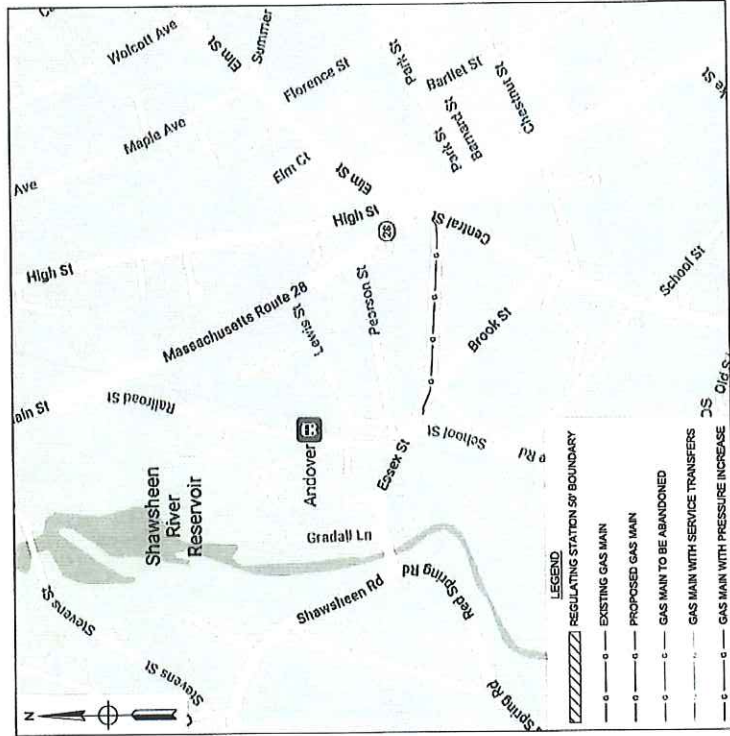 Wolcott Ave
Elm St
Summer
Maple Ave
Florence St
Park St
Bartlet St
Chestnut St
Ave
Elm Ct
Elm St
Park St
Barnard St
High St
High St
28
Central St
Massachusetts Route 28
Lewis St
Pearson St
Brook St
School St
Railroad St
Andover
Essex St
School St
Rd
Old St
Shawsheen
River
Reservoir
Gradall Ln
Shawsheen Rd
Red Spring Rd
Spring Rd
Stevens St
Stevens St
N
LEGEND
REGULATING STATION 50' BOUNDARY
EXISTING GAS MAIN
PROPOSED GAS MAIN
GAS MAIN TO BE ABANDONED
GAS MAIN WITH SERVICE TRANSFERS
GAS MAIN WITH PRESSURE INCREASE